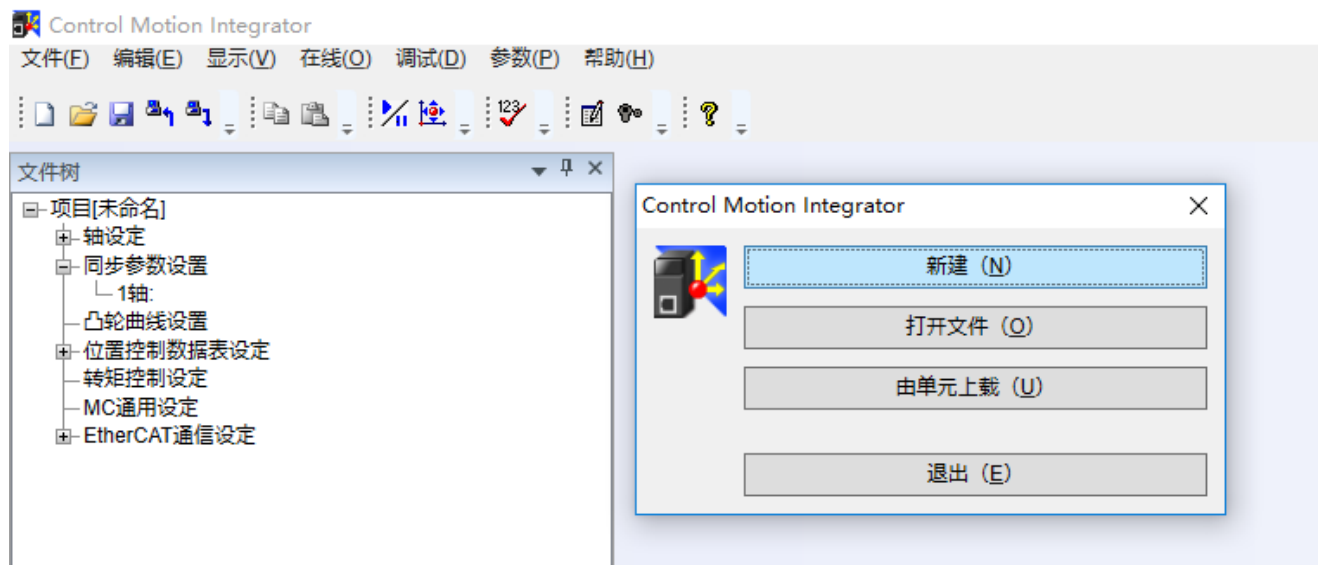 Control Motion Integrator
文件(F) 编辑(E) 显示(V) 在线(O) 调试(D) 参数(P) 帮助(H)
123
?
文件树
项目[未命名]
轴设定
同步参数设置
1轴:
凸轮曲线设置
位置控制数据表设定
转矩控制设定
MC通用设定
EtherCAT通信设定
Control Motion Integrator
新建（N）
打开文件（O）
由单元上载（U）
退出（E）